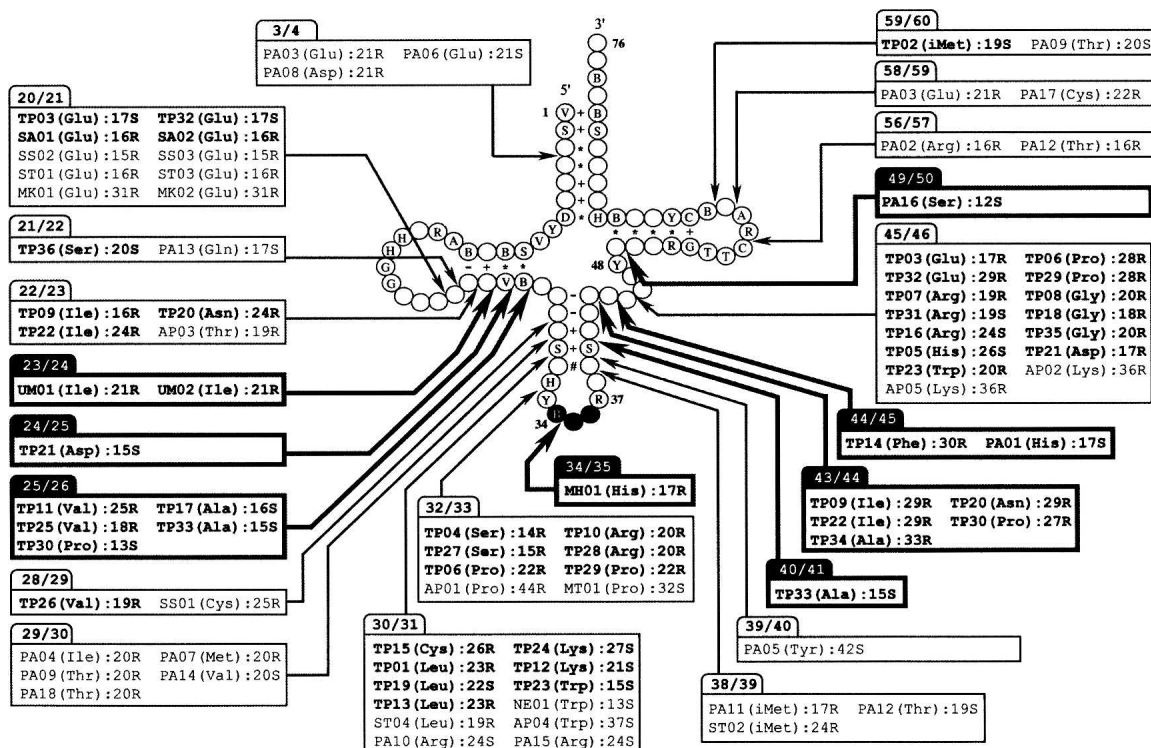 3/4
PA03(Glu):21R PA06(Glu):21S
PA08(Asp):21R
20/21
TP03(Glu):17S TP32(Glu):17S
SA01(Glu):16R SA02(Glu):16R
SS02(Glu):15R SS03(Glu):15R
ST01(Glu):16R ST03(Glu):16R
MK01(Glu):31R MK02(Glu):31R
21/22
TP36(Ser):20S PA13(Gln):17S
22/23
TP09(Ile):16R TP20(Asn):24R
TP22(Ile):24R AP03(Thr):19R
23/24
UM01(Ile):21R UM02(Ile):21R
24/25
TP21(Asp):15S
25/26
TP11(Val):25R TP17(Ala):16S
TP25(Val):18R TP33(Ala):15S
TP30(Pro):13S
28/29
TP26(Val):19R SS01(Cys):25R
29/30
PA04(Ile):20R PA07(Met):20R
PA09(Thr):20R PA14(Val):20S
PA18(Thr):20R
30/31
TP15(Cys):26R TP24(Lys):27S
TP01(Leu):23R TP12(Lys):21S
TP19(Leu):22S TP23(Trp):15S
TP13(Leu):23R NE01(Trp):13S
ST04(Leu):19R AP04(Trp):37S
PA10(Arg):24S PA15(Arg):24S
32/33
TP04(Ser):14R TP10(Arg):20R
TP27(Ser):15R TP28(Arg):20R
TP06(Pro):22R TP29(Pro):22R
AP01(Pro):44R MT01(Pro):32S
34/35
MH01(His):17R
38/39
PA11(iMet):17R PA12(Thr):19S
ST02(iMet):24R
39/40
PA05(Tyr):42S
40/41
TP33(Ala):15S
43/44
TP09(Ile):29R TP20(Asn):29R
TP22(Ile):29R TP30(Pro):27R
TP34(Ala):33R
44/45
TP14(Phe):30R PA01(His):17S
45/46
TP03(Glu):17R TP06(Pro):28R
TP32(Glu):29R TP29(Pro):28R
TP07(Arg):19R TP08(Gly):20R
TP31(Arg):19S TP18(Gly):18R
TP16(Arg):24S TP35(Gly):20R
TP05(His):26S TP21(Asp):17R
TP23(Trp):20R AP02(Lys):36R
AP05(Lys):36R
49/50
PA16(Ser):12S
56/57
PA02(Arg):16R PA12(Thr):16R
58/59
PA03(Glu):21R PA17(Cys):22R
59/60
TP02(iMet):19S PA09(Thr):20S
3'
76
5'
1
V + B
S + S
*
*
+
+
D * H
B Y C B A
R
C
T
T
G
R
* * * * +
48 Y
Y
V
S
B
B
A
R
H
H
G
G
- + * *
V B
-
-
+
S + S
#
H
Y
34
R 37